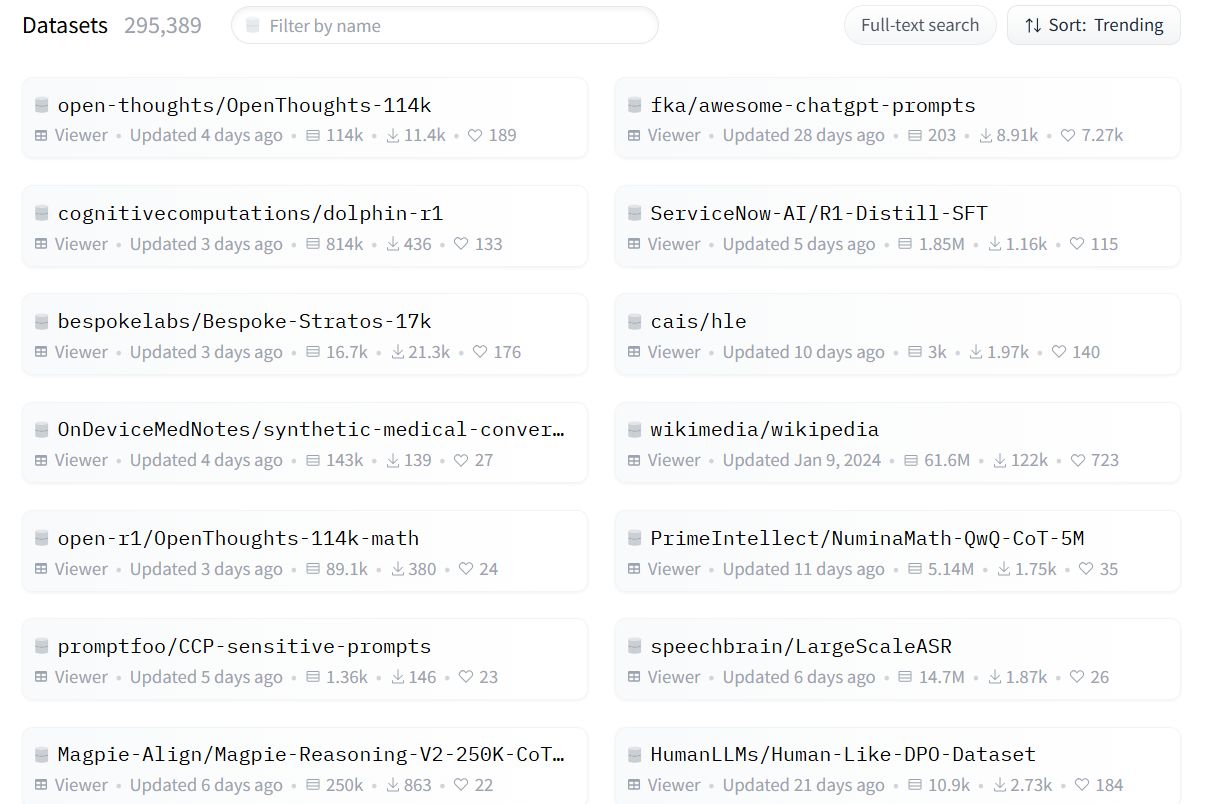 Datasets 295,389 Filter by name Full-text search Sort: Trending
open-thoughts/OpenThoughts-114k
Viewer • Updated 4 days ago • 114k • 11.4k • 189
fka/awesome-chatgpt-prompts
Viewer • Updated 28 days ago • 203 • 8.91k • 7.27k
cognitivecomputations/dolphin-r1
Viewer • Updated 3 days ago • 814k • 436 • 133
ServiceNow-AI/R1-Distill-SFT
Viewer • Updated 5 days ago • 1.85M • 1.16k • 115
bespokelabs/Bespoke-Stratos-17k
Viewer • Updated 3 days ago • 16.7k • 21.3k • 176
cais/hle
Viewer • Updated 10 days ago • 3k • 1.97k • 140
OnDeviceMedNotes/synthetic-medical-conver…
Viewer • Updated 4 days ago • 143k • 139 • 27
wikimedia/wikipedia
Viewer • Updated Jan 9, 2024 • 61.6M • 122k • 723
open-r1/OpenThoughts-114k-math
Viewer • Updated 3 days ago • 89.1k • 380 • 24
PrimeIntellect/NuminaMath-QwQ-CoT-5M
Viewer • Updated 11 days ago • 5.14M • 1.75k • 35
promptfoo/CCP-sensitive-prompts
Viewer • Updated 5 days ago • 1.36k • 146 • 23
speechbrain/LargeScaleASR
Viewer • Updated 6 days ago • 14.7M • 1.87k • 26
Magpie-Align/Magpie-Reasoning-V2-250K-CoT…
Viewer • Updated 6 days ago • 250k • 863 • 22
HumanLLMs/Human-Like-DPO-Dataset
Viewer • Updated 21 days ago • 10.9k • 2.73k • 184